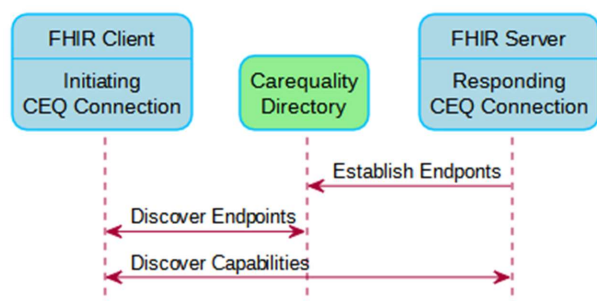 FHIR Client
Initiating
CEQ Connection
Carequality
Directory
FHIR Server
Responding
CEQ Connection
Establish Endponts
Discover Endpoints
Discover Capabilities